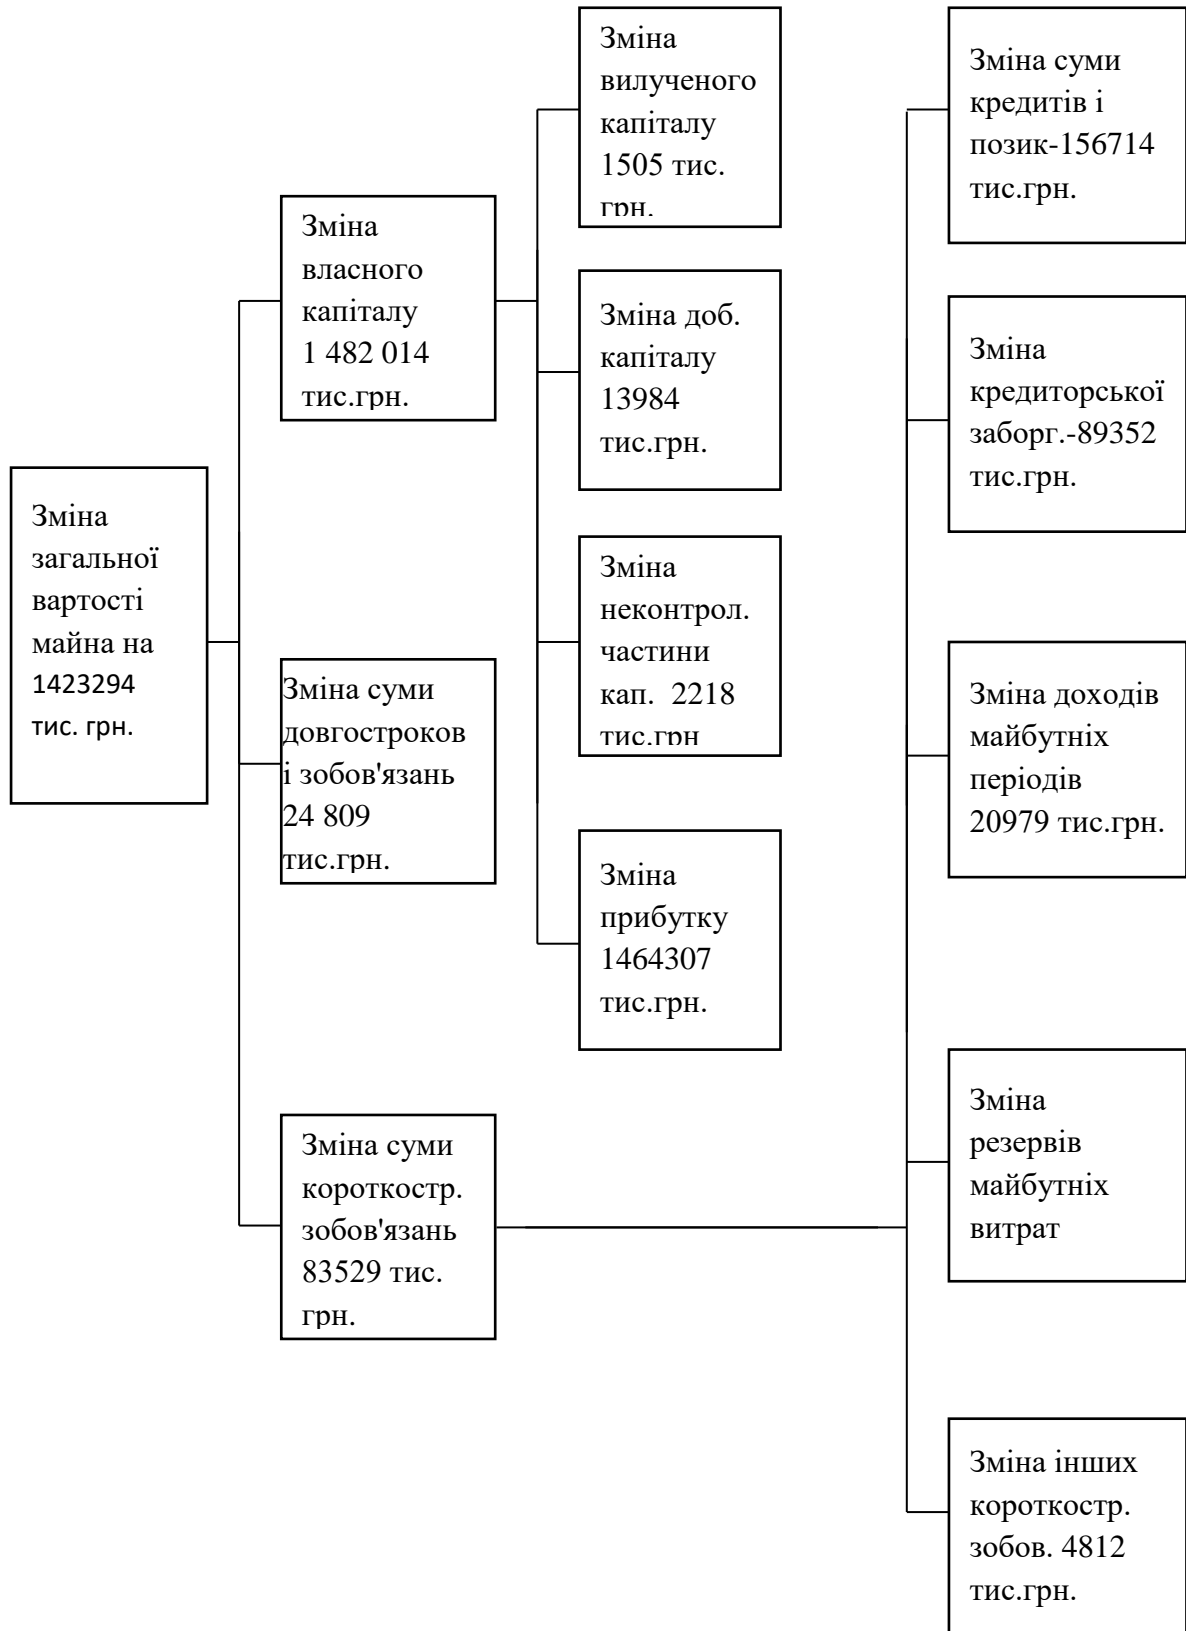 Зміна
загальної
вартості
майна на
1423294
тис. грн.
Зміна
власного
капіталу
1 482 014
тис.грн.
Зміна суми
довгостроков
і зобов'язань
24 809
тис.грн.
Зміна суми
короткостр.
зобов'язань
83529 тис.
грн.
Зміна
вилученого
капіталу
1505 тис.
грн.
Зміна доб.
капіталу
13984
тис.грн.
Зміна
неконтрол.
частини
кап.  2218
тис.грн
Зміна
прибутку
1464307
тис.грн.
Зміна суми
кредитів і
позик-156714
тис.грн.
Зміна
кредиторської
заборг.-89352
тис.грн.
Зміна доходів
майбутніх
періодів
20979 тис.грн.
Зміна
резервів
майбутніх
витрат
Зміна інших
короткостр.
зобов. 4812
тис.грн.